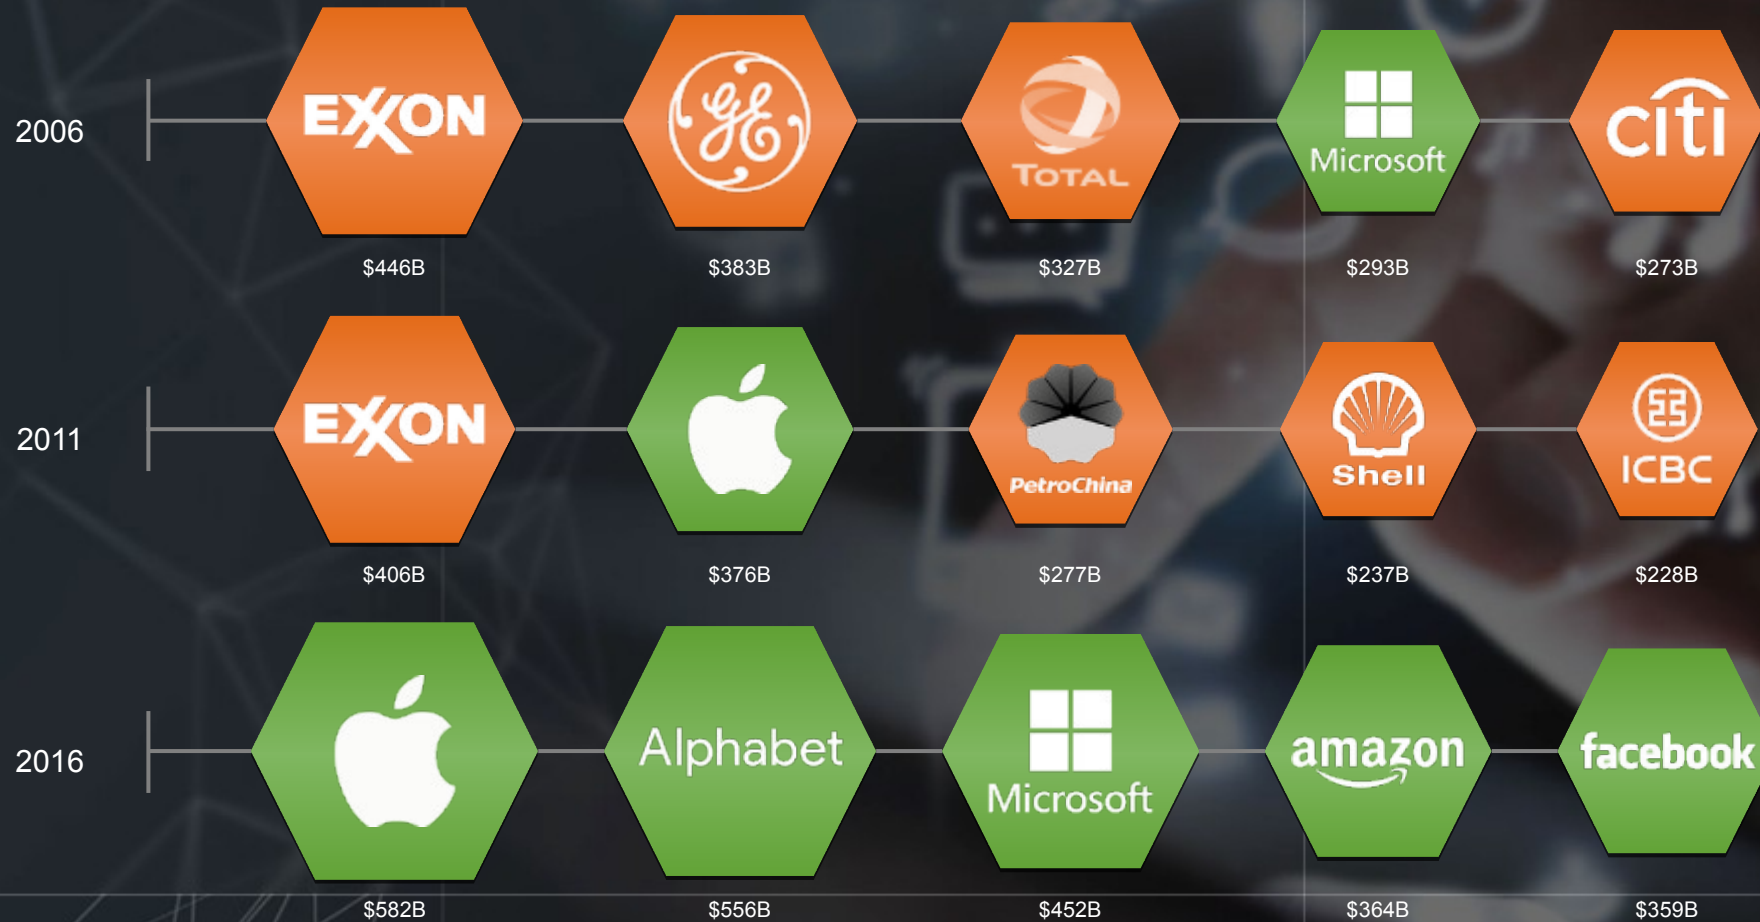 2006
EXXON
GE
TOTAL
Microsoft
citi
$446B
$383B
$327B
$293B
$273B
2011
EXXON
PetroChina
Shell
ICBC
$406B
$376B
$277B
$237B
$228B
2016
Alphabet
Microsoft
amazon
facebook
$582B
$556B
$452B
$364B
$359B